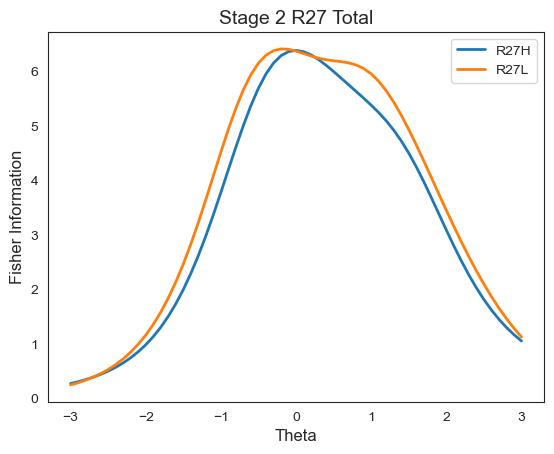 Stage 2 R27 Total
R27H
R27L
Fisher Information
6
5
4
3
2
1
0
−3
−2
−1
0
1
2
3
Theta